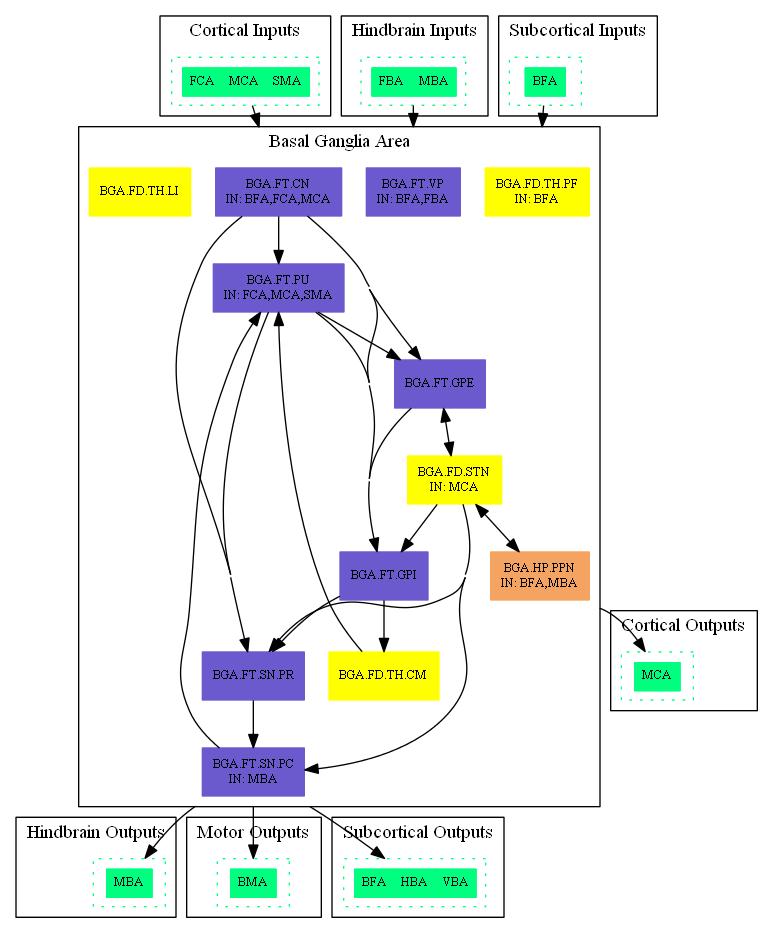 Cortical Inputs
Hindbrain Inputs
Subcortical Inputs
FCA MCA SMA
FBA MBA
BFA
Basal Ganglia Area
BGA.FD.TH.LI
BGA.FT.CN
IN: BFA,FCA,MCA
BGA.FT.VP
IN: BFA,FBA
BGA.FD.TH.PF
IN: BFA
BGA.FT.PU
IN: FCA,MCA,SMA
BGA.FT.GPE
BGA.FD.STN
IN: MCA
BGA.FT.GPI
BGA.HP.PPN
IN: BFA,MBA
Cortical Outputs
MCA
BGA.FT.SN.PR
BGA.FD.TH.CM
BGA.FT.SN.PC
IN: MBA
Hindbrain Outputs
Motor Outputs
Subcortical Outputs
MBA
BMA
BFA HBA VBA